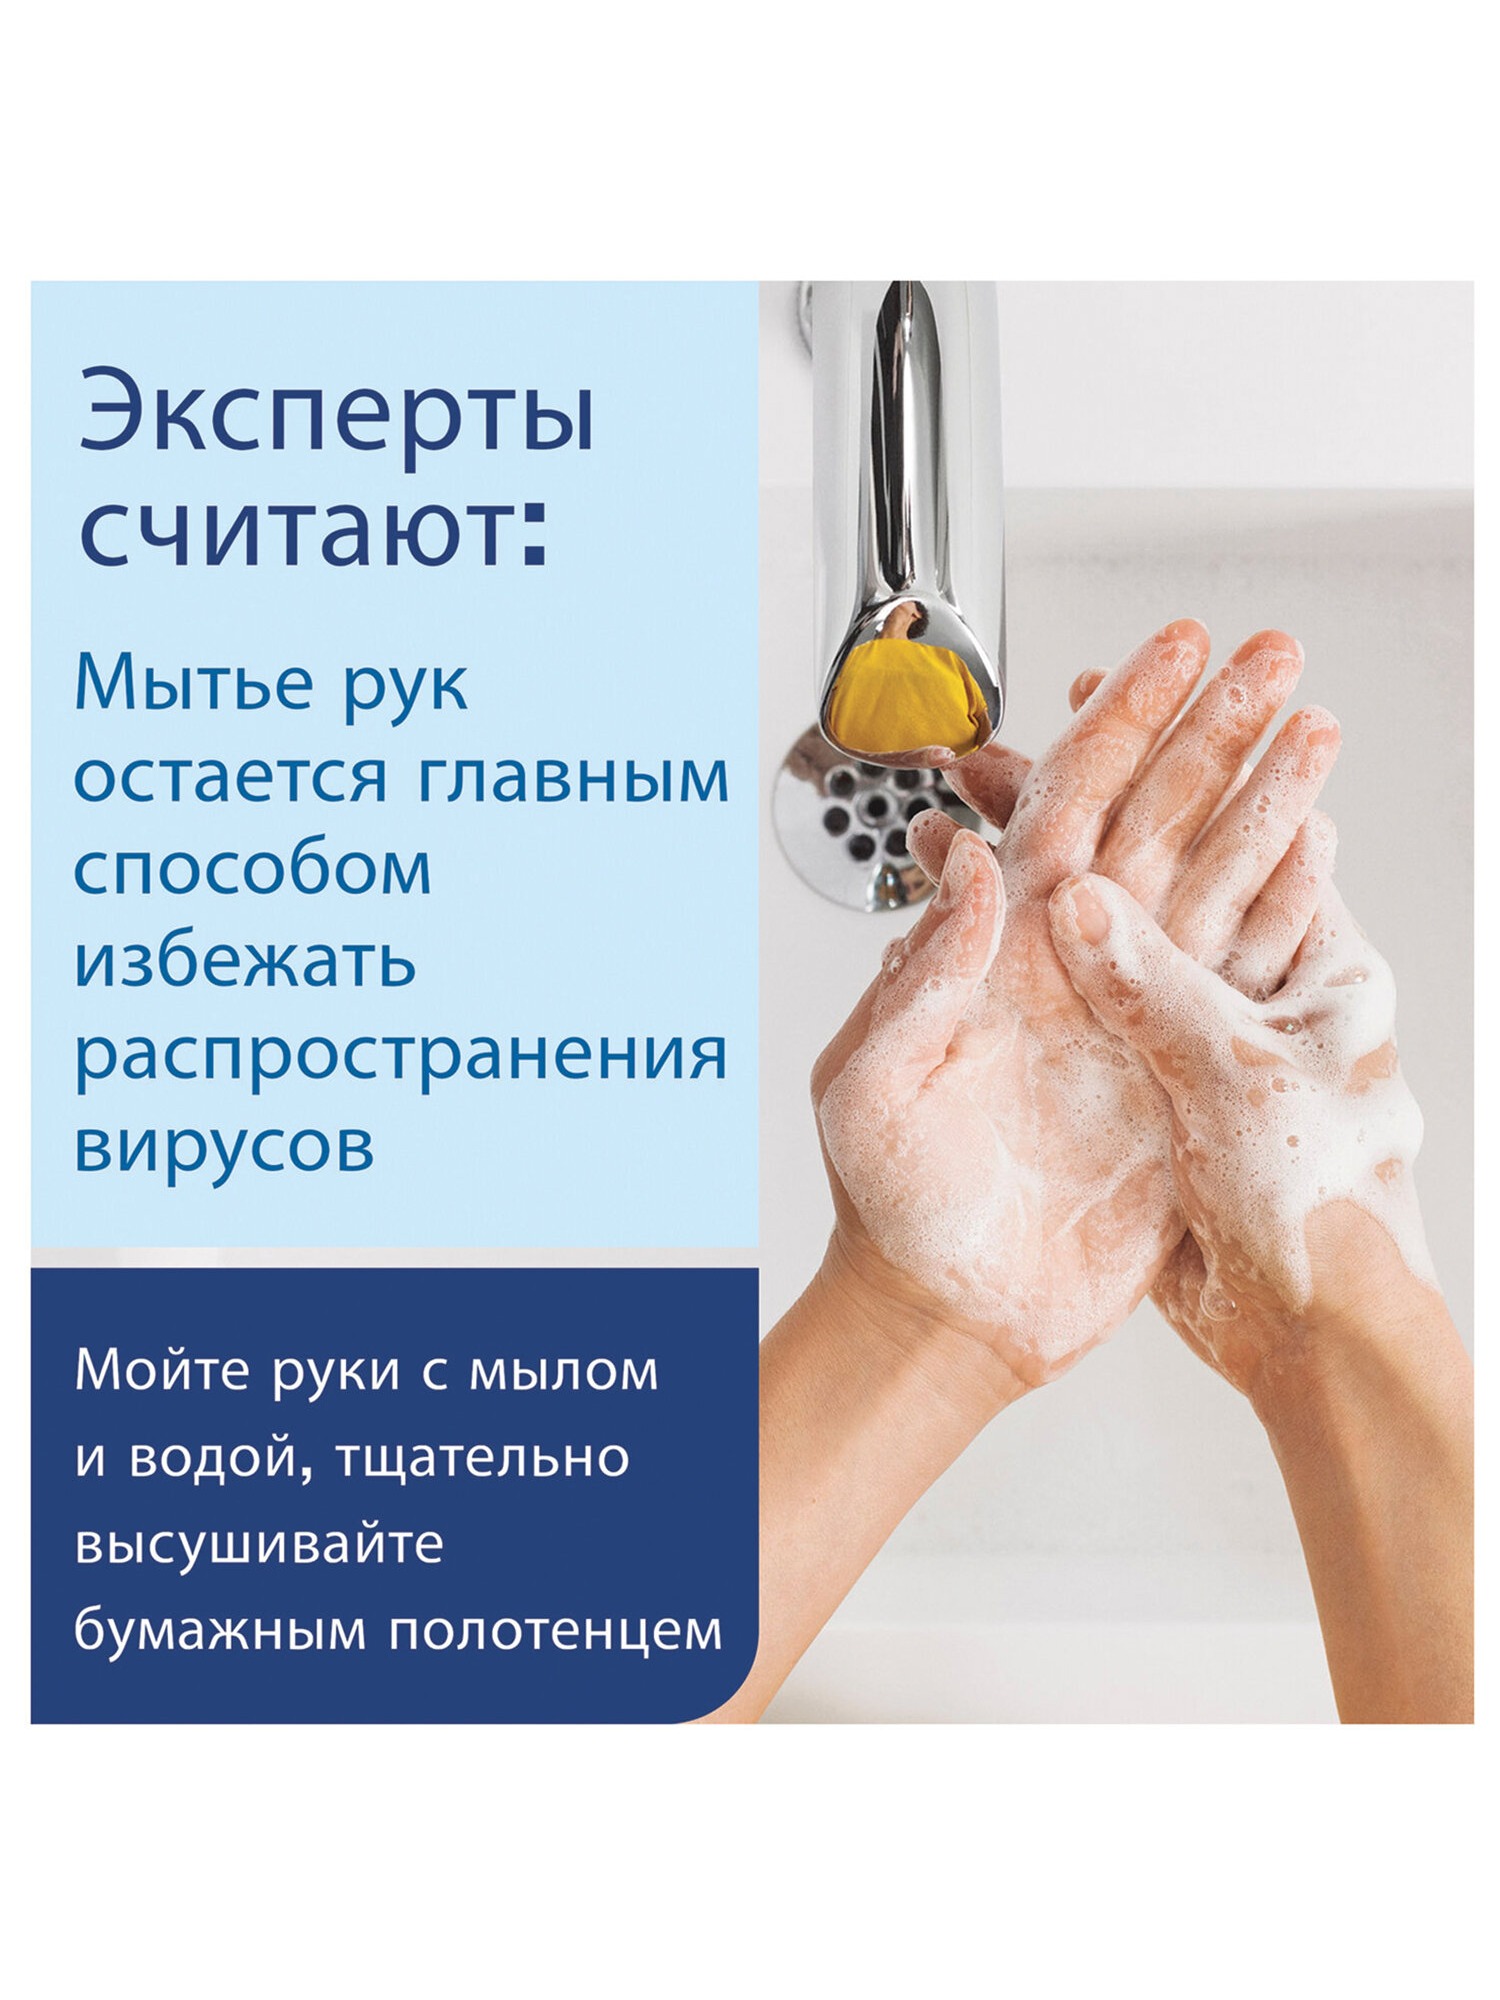 Эксперты
считают:
Мытье рук
остается главным
способом
избежать
распространения
вирусов
Мойте руки с мылом
и водой, тщательно
высушивайте
бумажным полотенцем